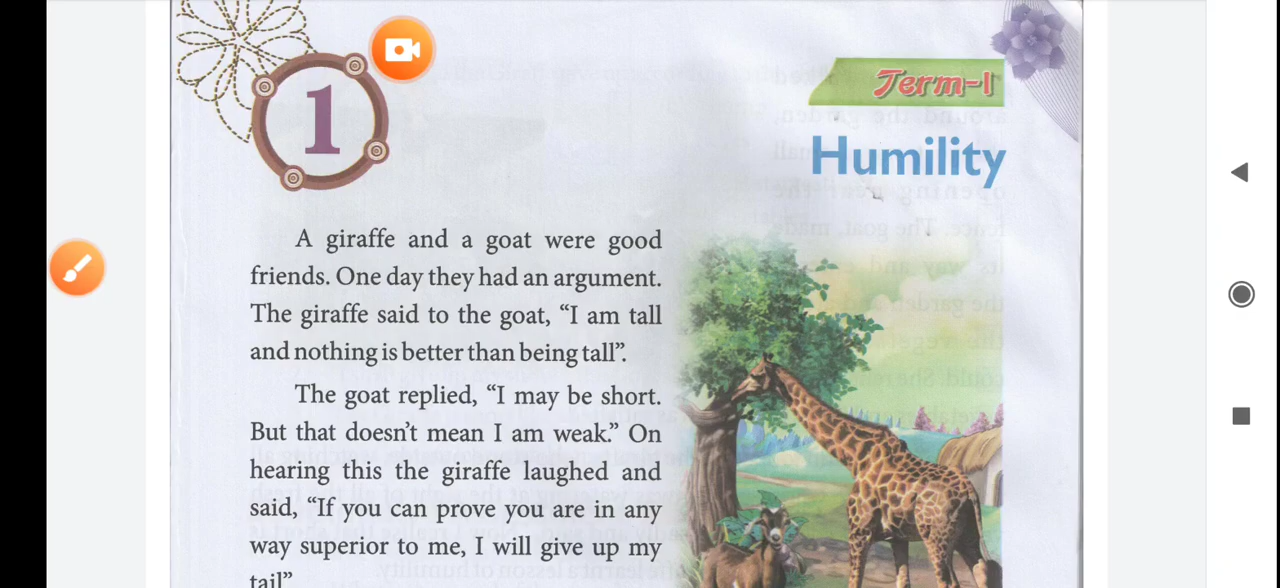 1
Term-1
Humility
A giraffe and a goat were good
friends. One day they had an argument.
The giraffe said to the goat, “I am tall
and nothing is better than being tall”.
The goat replied, “I may be short.
But that doesn’t mean I am weak.” On
hearing this the giraffe laughed and
said, “If you can prove you are in any
way superior to me, I will give up my
tail”